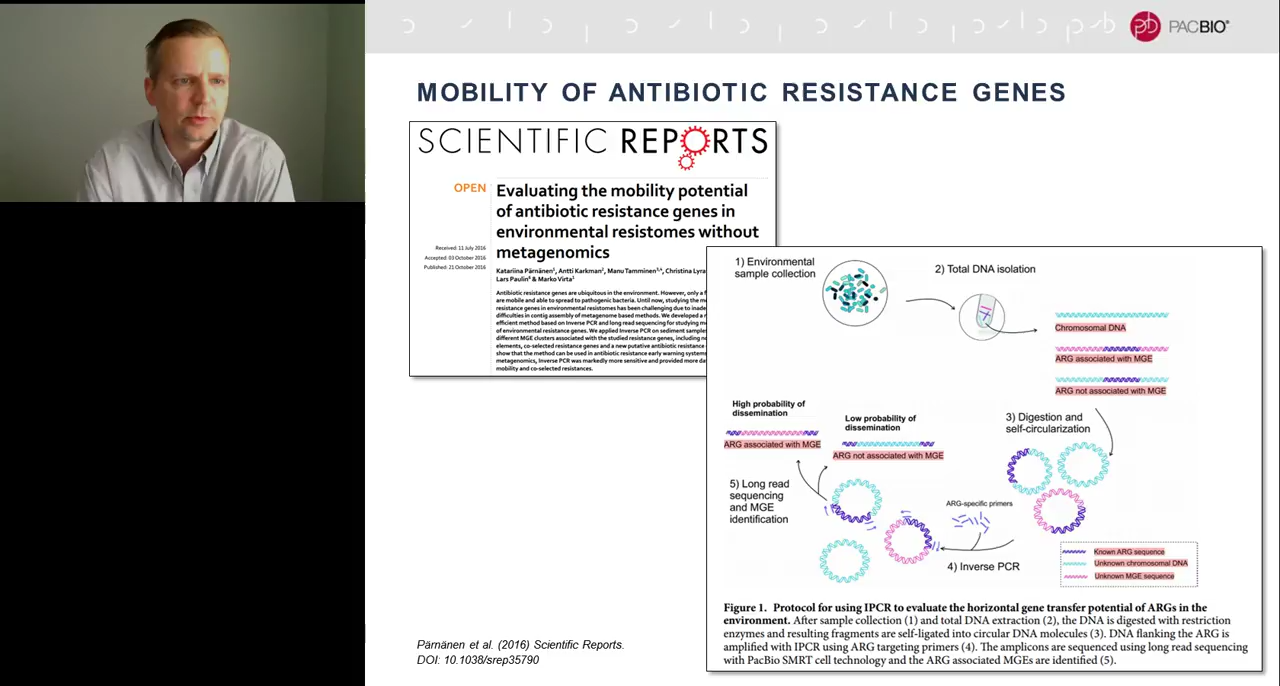 PACBIO®
MOBILITY OF ANTIBIOTIC RESISTANCE GENES
SCIENTIFIC REPORTS
OPEN
Evaluating the mobility potential
of antibiotic resistance genes in
environmental resistomes without
metagenomics
Received: 11 July 2016
Accepted: 03 October 2016
Published: 21 October 2016
Katariina Pärnänen¹, Antti Karkman², Manu Tamminen³,⁴, Christina Lyra
Lars Paulin⁶ & Marko Virta¹
Antibiotic resistance genes are ubiquitous in the environment. However, only a f
are mobile and able to spread to pathogenic bacteria. Until now, studying the m
resistance genes in environmental resistomes has been challenging due to inade
difficulties in contig assembly of metagenome based methods. We developed a n
efficient method based on Inverse PCR and long read sequencing for studying m
of environmental resistance genes. We applied Inverse PCR on sediment samples
different MGE clusters associated with the studied resistance genes, including no
elements, co-selected resistance genes and a new putative antibiotic resistance
show that the method can be used in antibiotic resistance early warning systems
metagenomics, Inverse PCR was markedly more sensitive and provided more da
mobility and co-selected resistances.
1) Environmental
sample collection
2) Total DNA isolation
Chromosomal DNA
ARG associated with MGE
ARG not associated with MGE
3) Digestion and
self-circularization
High probability of
dissemination
ARG associated with MGE
Low probability of
dissemination
ARG not associated with MGE
5) Long read
sequencing
and MGE
identification
ARG-specific primers
4) Inverse PCR
Known ARG sequence
Unknown chromosomal DNA
Unknown MGE sequence
Figure 1. Protocol for using IPCR to evaluate the horizontal gene transfer potential of ARGs in the
environment. After sample collection (1) and total DNA extraction (2), the DNA is digested with restriction
enzymes and resulting fragments are self-ligated into circular DNA molecules (3). DNA flanking the ARG is
amplified with IPCR using ARG targeting primers (4). The amplicons are sequenced using long read sequencing
with PacBio SMRT cell technology and the ARG associated MGEs are identified (5).
Pärnänen et al. (2016) Scientific Reports.
DOI: 10.1038/srep35790